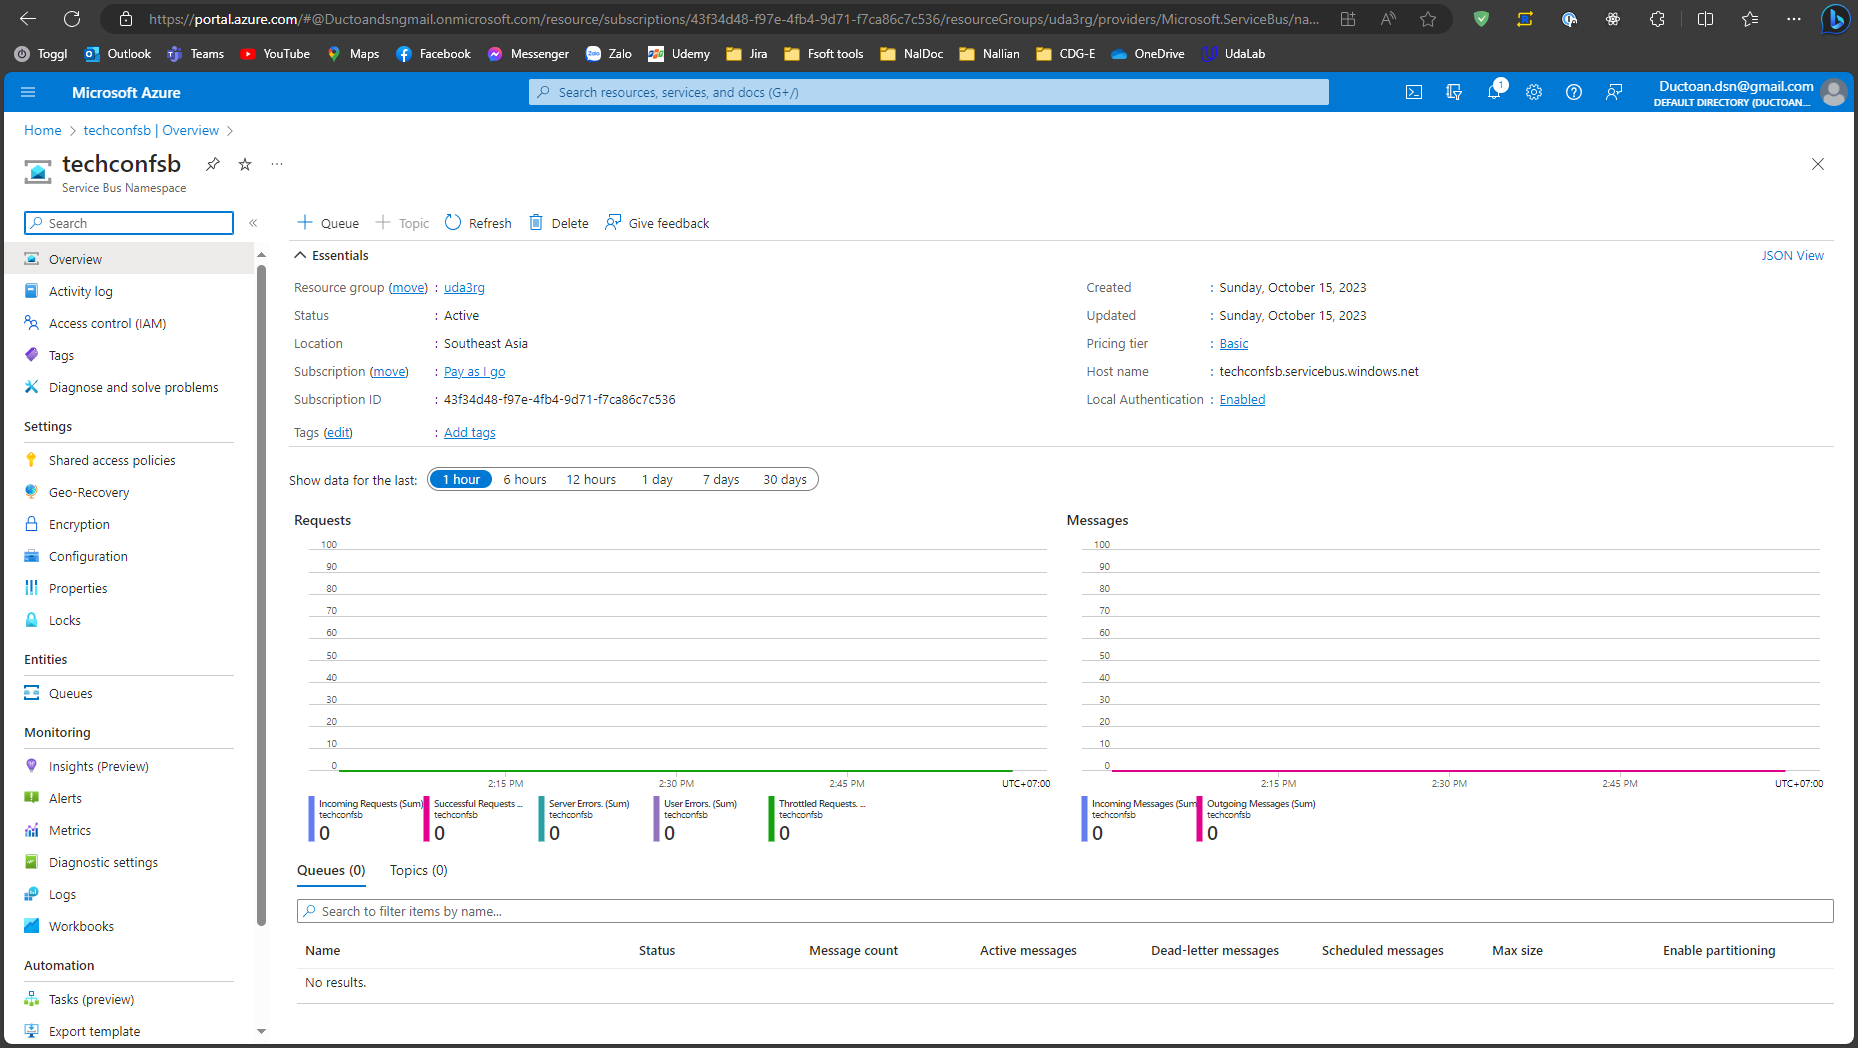 https://portal.azure.com/#@Ductoandsngmail.onmicrosoft.com/resource/subscriptions/43f34d48-f97e-4fb4-9d71-f7ca86c7c536/resourceGroups/uda3rg/providers/Microsoft.ServiceBus/na...
Toggl Outlook Teams YouTube Maps Facebook Messenger Zalo Udemy Jira Fsoft tools NalDoc Nallian CDG-E OneDrive UdaLab
Microsoft Azure
Search resources, services, and docs (G+/)
1
Ductoan.dsn@gmail.com
DEFAULT DIRECTORY (DUCTOAN...
Home > techconfsb | Overview >
techconfsb
Service Bus Namespace
Search
Overview
Activity log
Access control (IAM)
Tags
Diagnose and solve problems
Settings
Shared access policies
Geo-Recovery
Encryption
Configuration
Properties
Locks
Entities
Queues
Monitoring
Insights (Preview)
Alerts
Metrics
Diagnostic settings
Logs
Workbooks
Automation
Tasks (preview)
Export template
Queue Topic Refresh Delete Give feedback
Essentials
JSON View
Resource group (move) : uda3rg
Status : Active
Location : Southeast Asia
Subscription (move) : Pay as I go
Subscription ID : 43f34d48-f97e-4fb4-9d71-f7ca86c7c536
Tags (edit) : Add tags
Created : Sunday, October 15, 2023
Updated : Sunday, October 15, 2023
Pricing tier : Basic
Host name : techconfsb.servicebus.windows.net
Local Authentication : Enabled
Show data for the last: 1 hour 6 hours 12 hours 1 day 7 days 30 days
Requests
100
90
80
70
60
50
40
30
20
10
0
2:15 PM 2:30 PM 2:45 PM UTC+07:00
Incoming Requests (Sum) Successful Requests ... Server Errors. (Sum) User Errors. (Sum) Throttled Requests. ...
techconfsb techconfsb techconfsb techconfsb techconfsb
0 0 0 0 0
Messages
100
90
80
70
60
50
40
30
20
10
0
2:15 PM 2:30 PM 2:45 PM UTC+07:00
Incoming Messages (Sum Outgoing Messages (Sum)
techconfsb techconfsb
0 0
Queues (0) Topics (0)
Search to filter items by name...
Name Status Message count Active messages Dead-letter messages Scheduled messages Max size Enable partitioning
No results.